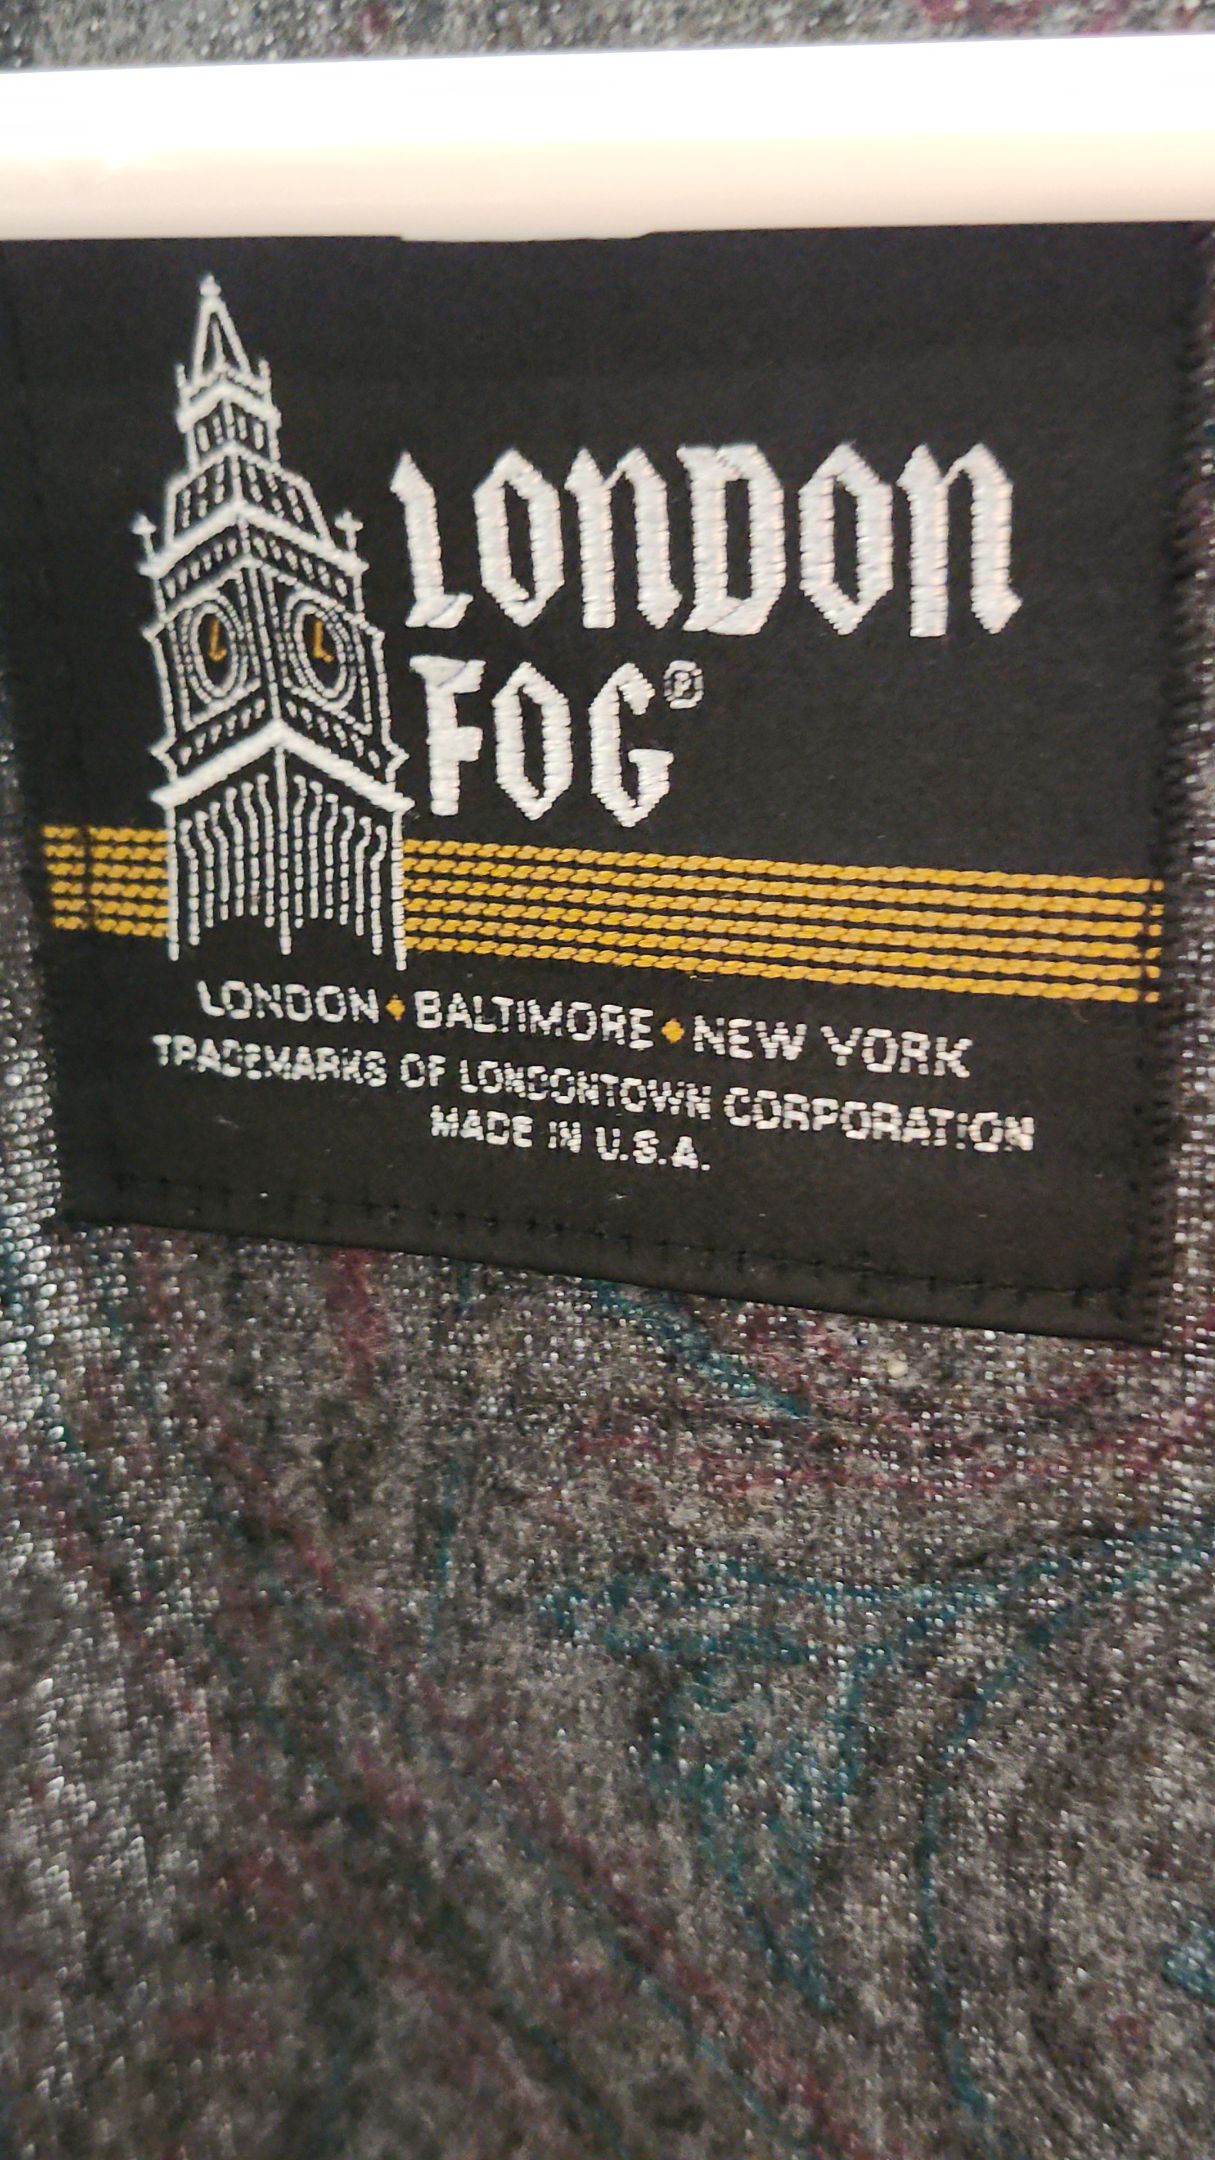 LONDON
FOG®
LONDON • BALTIMORE • NEW YORK
TRADEMARKS OF LONDONTOWN CORPORATION
MADE IN U.S.A.